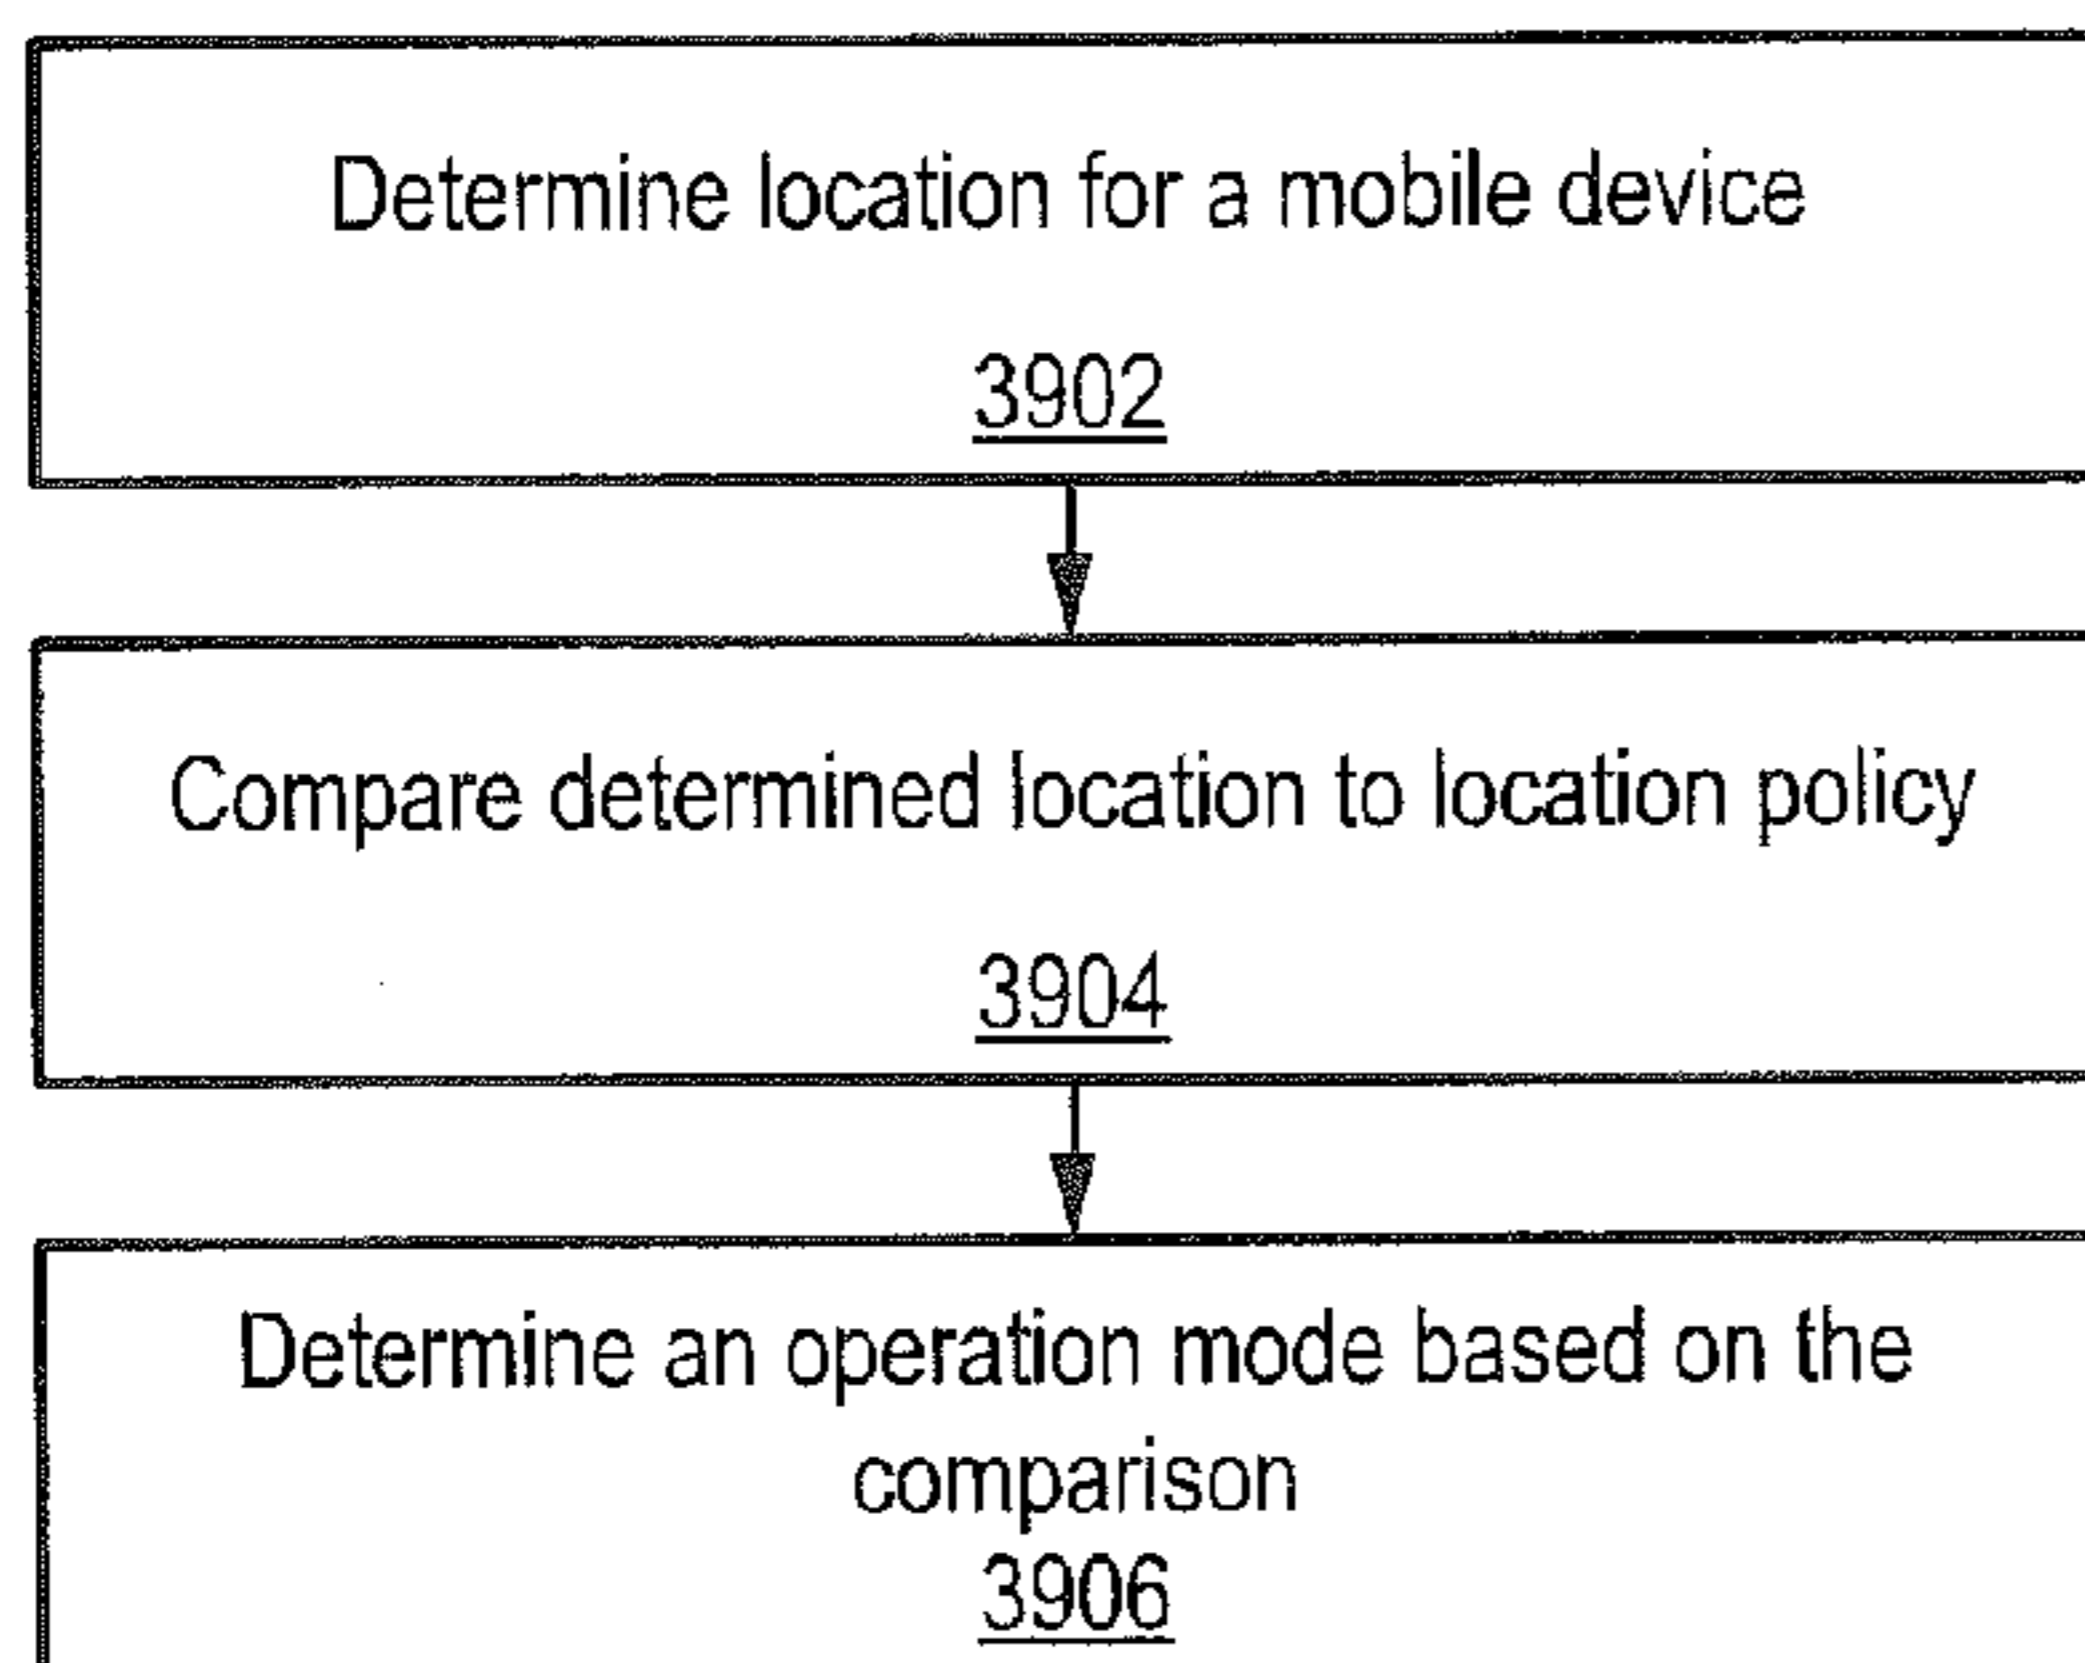 Determine location for a mobile device
3902
Compare determined location to location policy
3904
Determine an operation mode based on the
comparison
3906